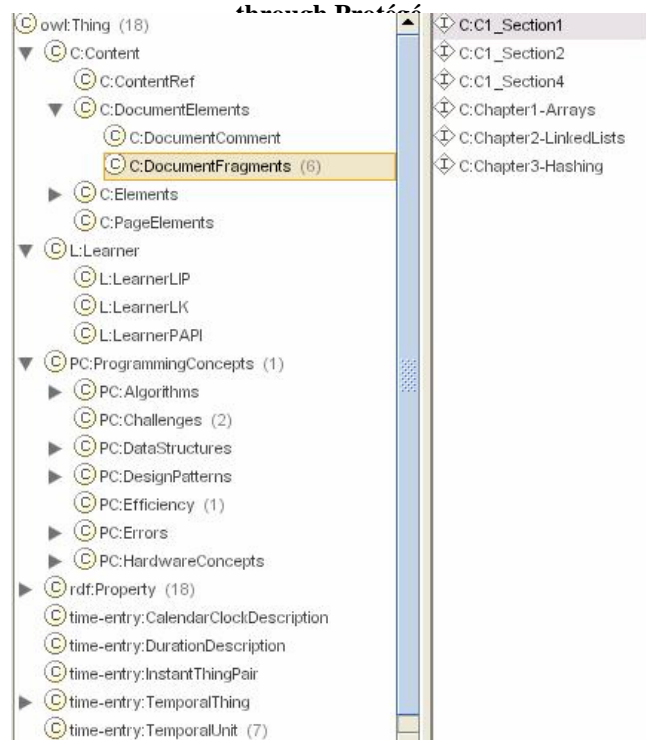 through Protégé
owl:Thing (18)
C:Content
C:ContentRef
C:DocumentElements
C:DocumentComment
C:DocumentFragments (6)
C:Elements
C:PageElements
L:Learner
L:LearnerLIP
L:LearnerLK
L:LearnerPAPI
PC:ProgrammingConcepts (1)
PC:Algorithms
PC:Challenges (2)
PC:DataStructures
PC:DesignPatterns
PC:Efficiency (1)
PC:Errors
PC:HardwareConcepts
rdf:Property (18)
time-entry:CalendarClockDescription
time-entry:DurationDescription
time-entry:InstantThingPair
time-entry:TemporalThing
time-entry:TemporalUnit (7)
C:C1_Section1
C:C1_Section2
C:C1_Section4
C:Chapter1-Arrays
C:Chapter2-LinkedLists
C:Chapter3-Hashing